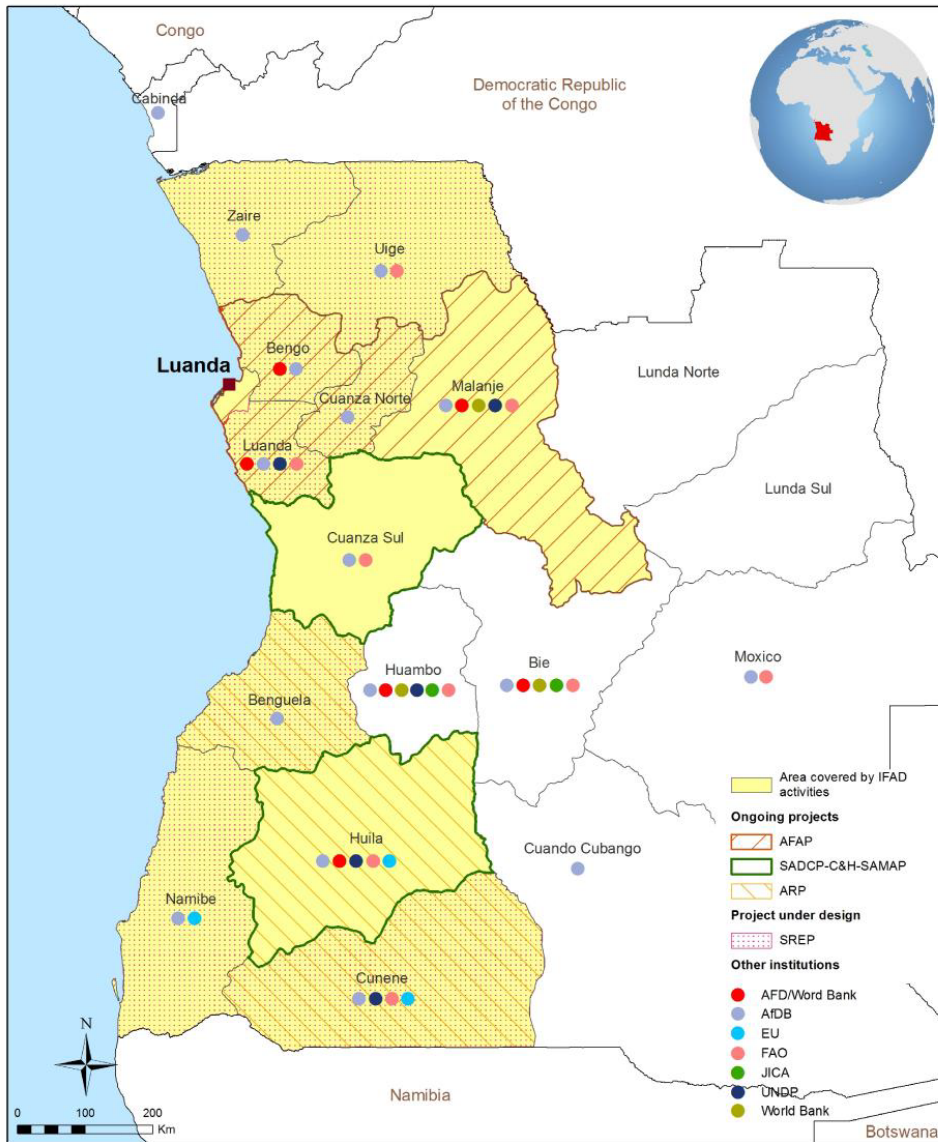 Congo
Democratic Republic
of the Congo
Cabinda
Zaire
Uige
Bengo
Luanda
Cuanza Norte
Malanje
Lunda Norte
Luanda
Lunda Sul
Cuanza Sul
Huambo
Bie
Moxico
Benguela
Huila
Cuando Cubango
Namibe
Cunene
Area covered by IFAD
activities
Ongoing projects
AFAP
SADCP-C&H-SAMAP
ARP
Project under design
SREP
Other institutions
AFD/Word Bank
AfDB
EU
FAO
JICA
UNDP
World Bank
N
0 100 200
Km
Namibia
Botswana